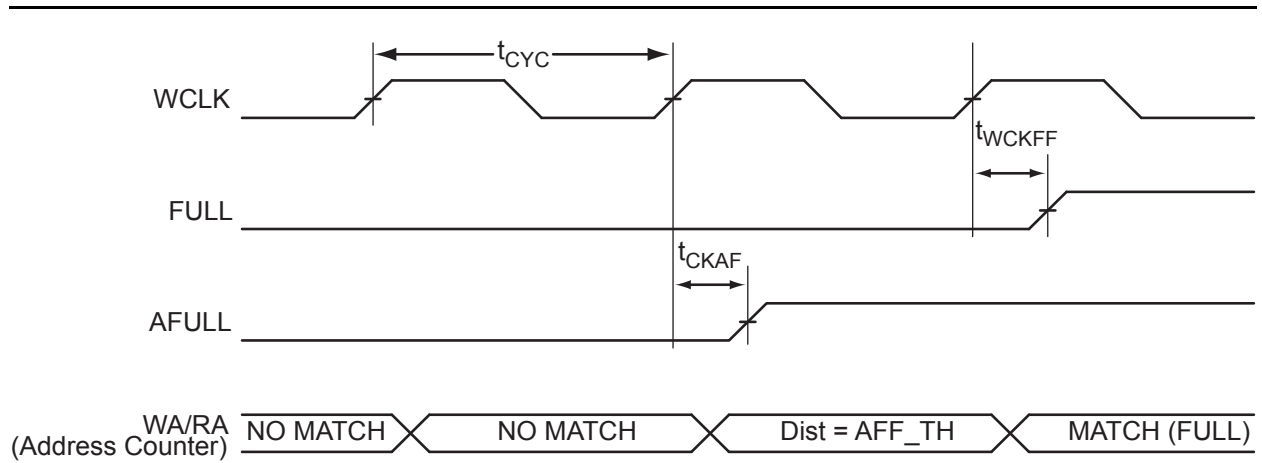 tCYC
WCLK
tWCKFF
FULL
tCKAF
AFULL
WA/RA
(Address Counter)
NO MATCH
NO MATCH
Dist = AFF_TH
MATCH (FULL)